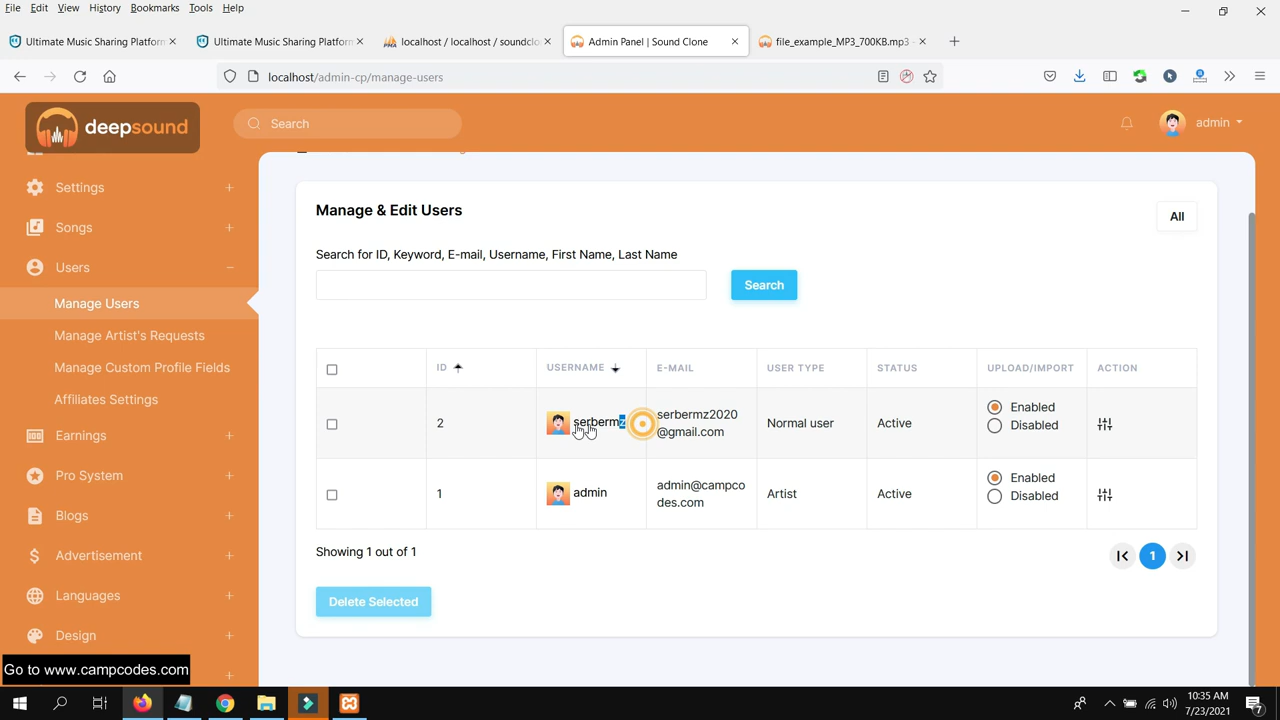 File Edit View History Bookmarks Tools Help
Ultimate Music Sharing Platform
Ultimate Music Sharing Platform
localhost / localhost / soundclo
Admin Panel | Sound Clone
file_example_MP3_700KB.mp3
localhost/admin-cp/manage-users
deepsound
Search
admin
Settings
Songs
Users
Manage Users
Manage Artist's Requests
Manage Custom Profile Fields
Affiliates Settings
Earnings
Pro System
Blogs
Advertisement
Languages
Design
Manage & Edit Users
All
Search for ID, Keyword, E-mail, Username, First Name, Last Name
Search
ID USERNAME E-MAIL USER TYPE STATUS UPLOAD/IMPORT ACTION
2 serbermz serbermz2020 @gmail.com Normal user Active Enabled Disabled
1 admin admin@campco des.com Artist Active Enabled Disabled
Showing 1 out of 1
1
Delete Selected
Go to www.campcodes.com
10:35 AM
7/23/2021
7